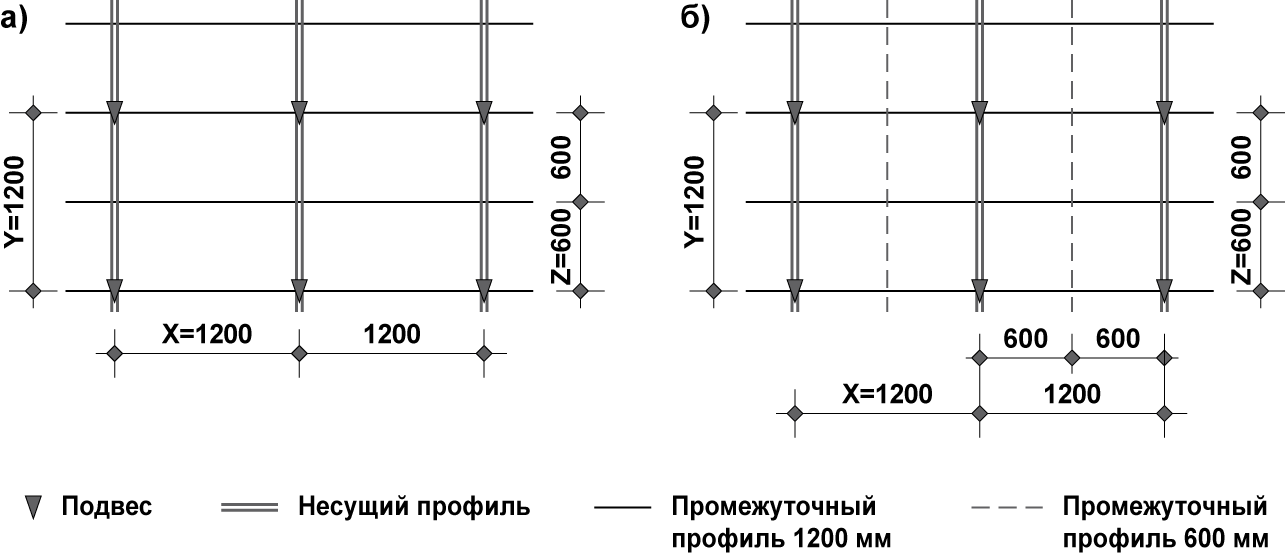 а)
б)
Y=1200
600
Z=600
X=1200
1200
Y=1200
600
Z=600
600
600
X=1200
1200
Подвес
Несущий профиль
Промежуточный
профиль 1200 мм
Промежуточный
профиль 600 мм